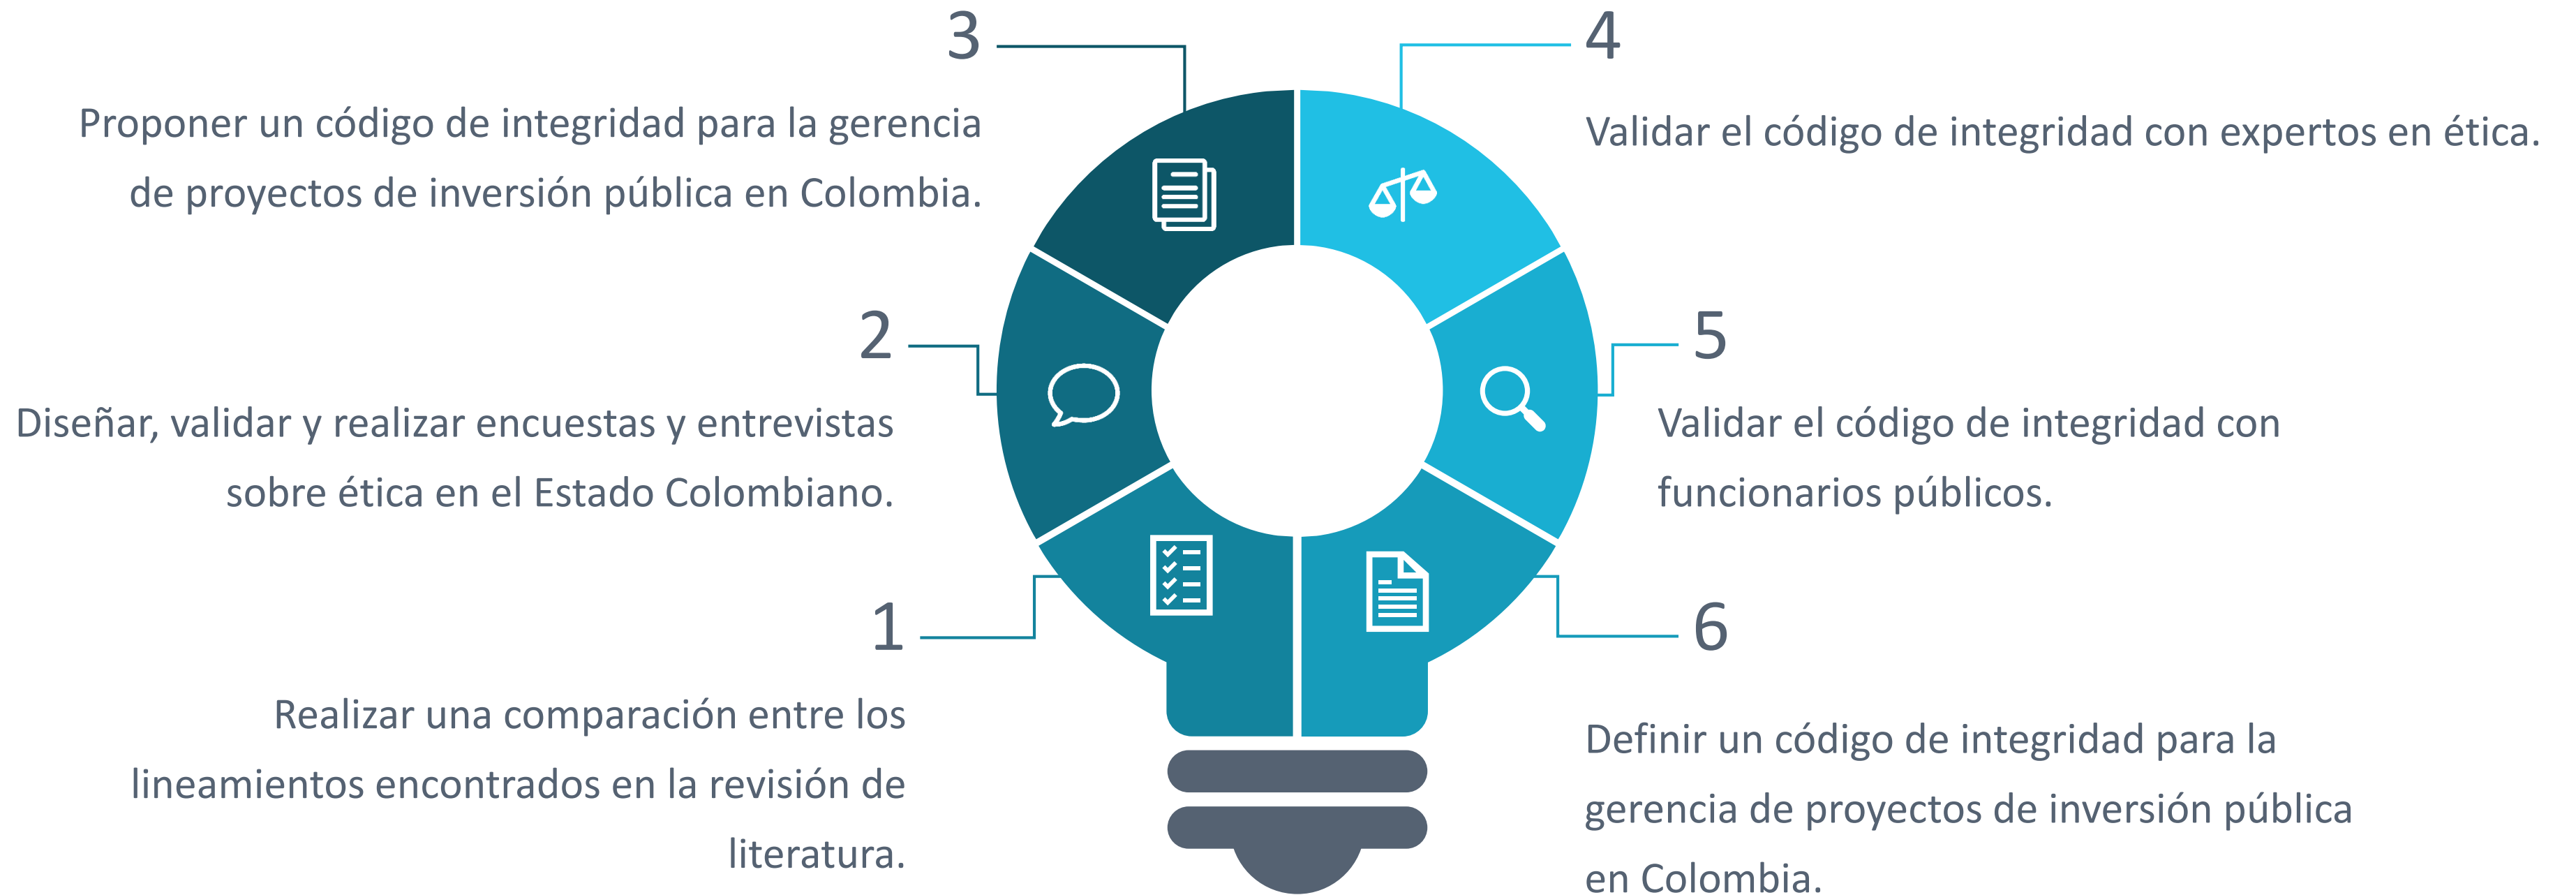 3
Proponer un código de integridad para la gerencia
de proyectos de inversión pública en Colombia.
4
Validar el código de integridad con expertos en ética.
2
Diseñar, validar y realizar encuestas y entrevistas
sobre ética en el Estado Colombiano.
5
Validar el código de integridad con
funcionarios públicos.
1
Realizar una comparación entre los
lineamientos encontrados en la revisión de
literatura.
6
Definir un código de integridad para la
gerencia de proyectos de inversión pública
en Colombia.